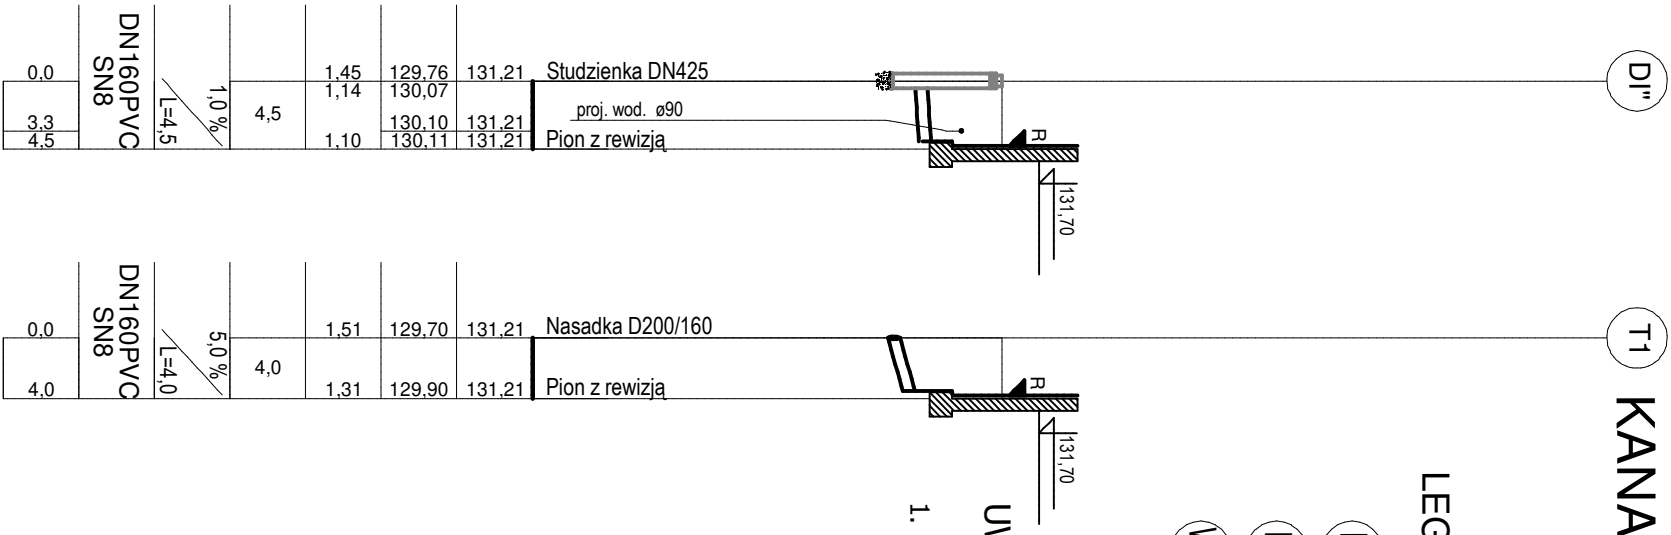 DN160PVC
SN8
0,0
3,3
4,5
L=4,5
1,0 %
4,5
1,45
1,14
1,10
129,76
130,07
130,10
130,11
131,21
131,21
131,21
Studzienka DN425
proj. wod. ø90
Pion z rewizją
R
131,70
DI"
DN160PVC
SN8
0,0
4,0
L=4,0
5,0 %
4,0
1,51
1,31
129,70
129,90
131,21
131,21
Nasadka D200/160
Pion z rewizją
R
131,70
T1
KANA
LEG
1.